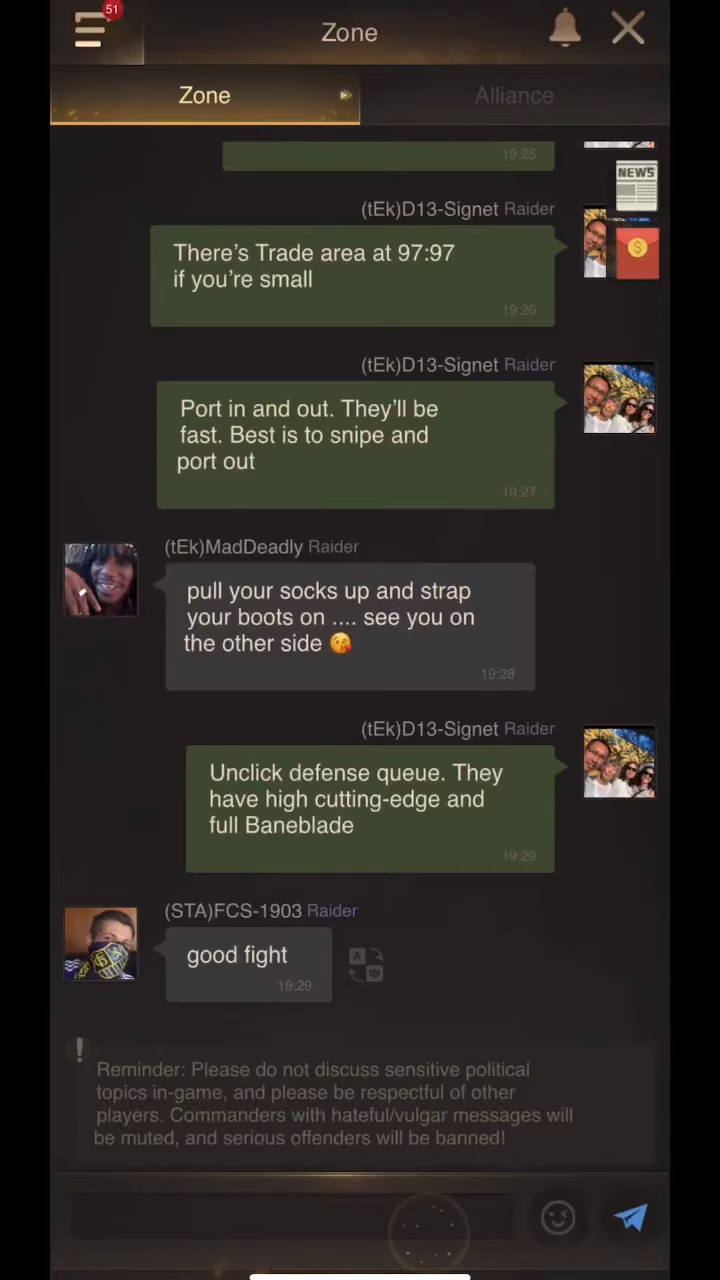 51
Zone
Zone
Alliance
19:25
NEWS
(tEk)D13-Signet Raider
There's Trade area at 97:97
if you're small
19:26
(tEk)D13-Signet Raider
Port in and out. They'll be
fast. Best is to snipe and
port out
19:27
(tEk)MadDeadly Raider
pull your socks up and strap
your boots on .... see you on
the other side 😘
19:28
(tEk)D13-Signet Raider
Unclick defense queue. They
have high cutting-edge and
full Baneblade
19:29
(STA)FCS-1903 Raider
good fight
19:29
Reminder: Please do not discuss sensitive political
topics in-game, and please be respectful of other
players. Commanders with hateful/vulgar messages will
be muted, and serious offenders will be banned!